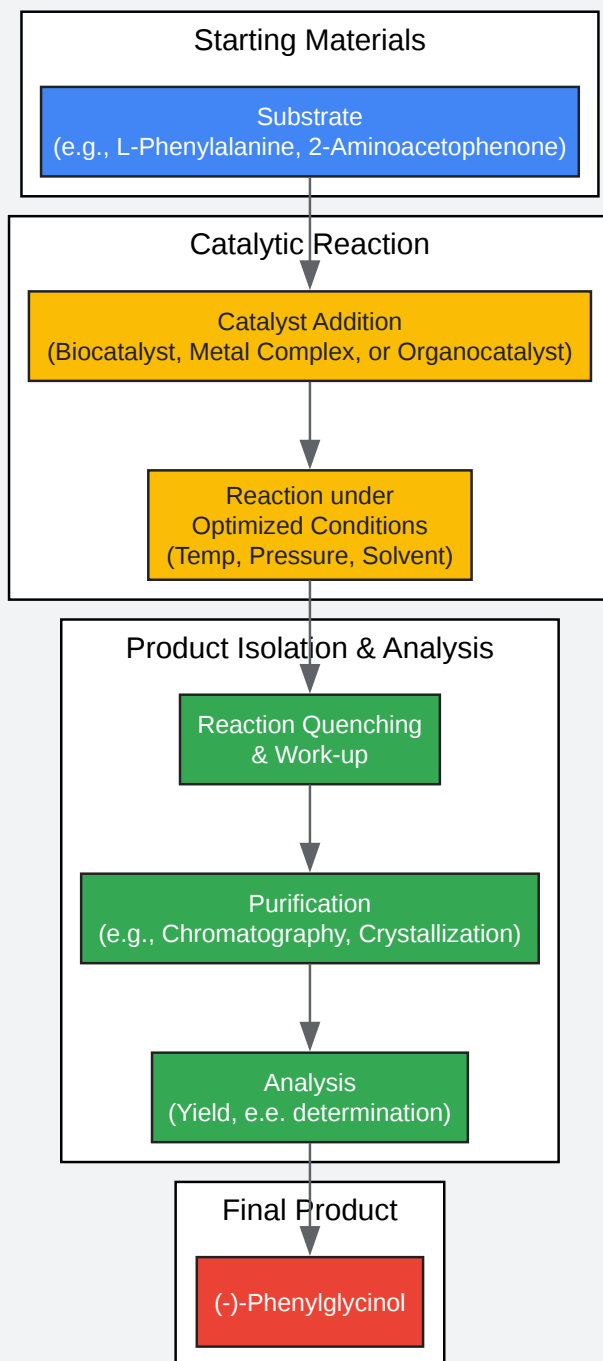 Starting Materials
Substrate
(e.g., L-Phenylalanine, 2-Aminoacetophenone)
Catalytic Reaction
Catalyst Addition
(Biocatalyst, Metal Complex, or Organocatalyst)
Reaction under
Optimized Conditions
(Temp, Pressure, Solvent)
Product Isolation & Analysis
Reaction Quenching
& Work-up
Purification
(e.g., Chromatography, Crystallization)
Analysis
(Yield, e.e. determination)
Final Product
(-)-Phenylglycinol